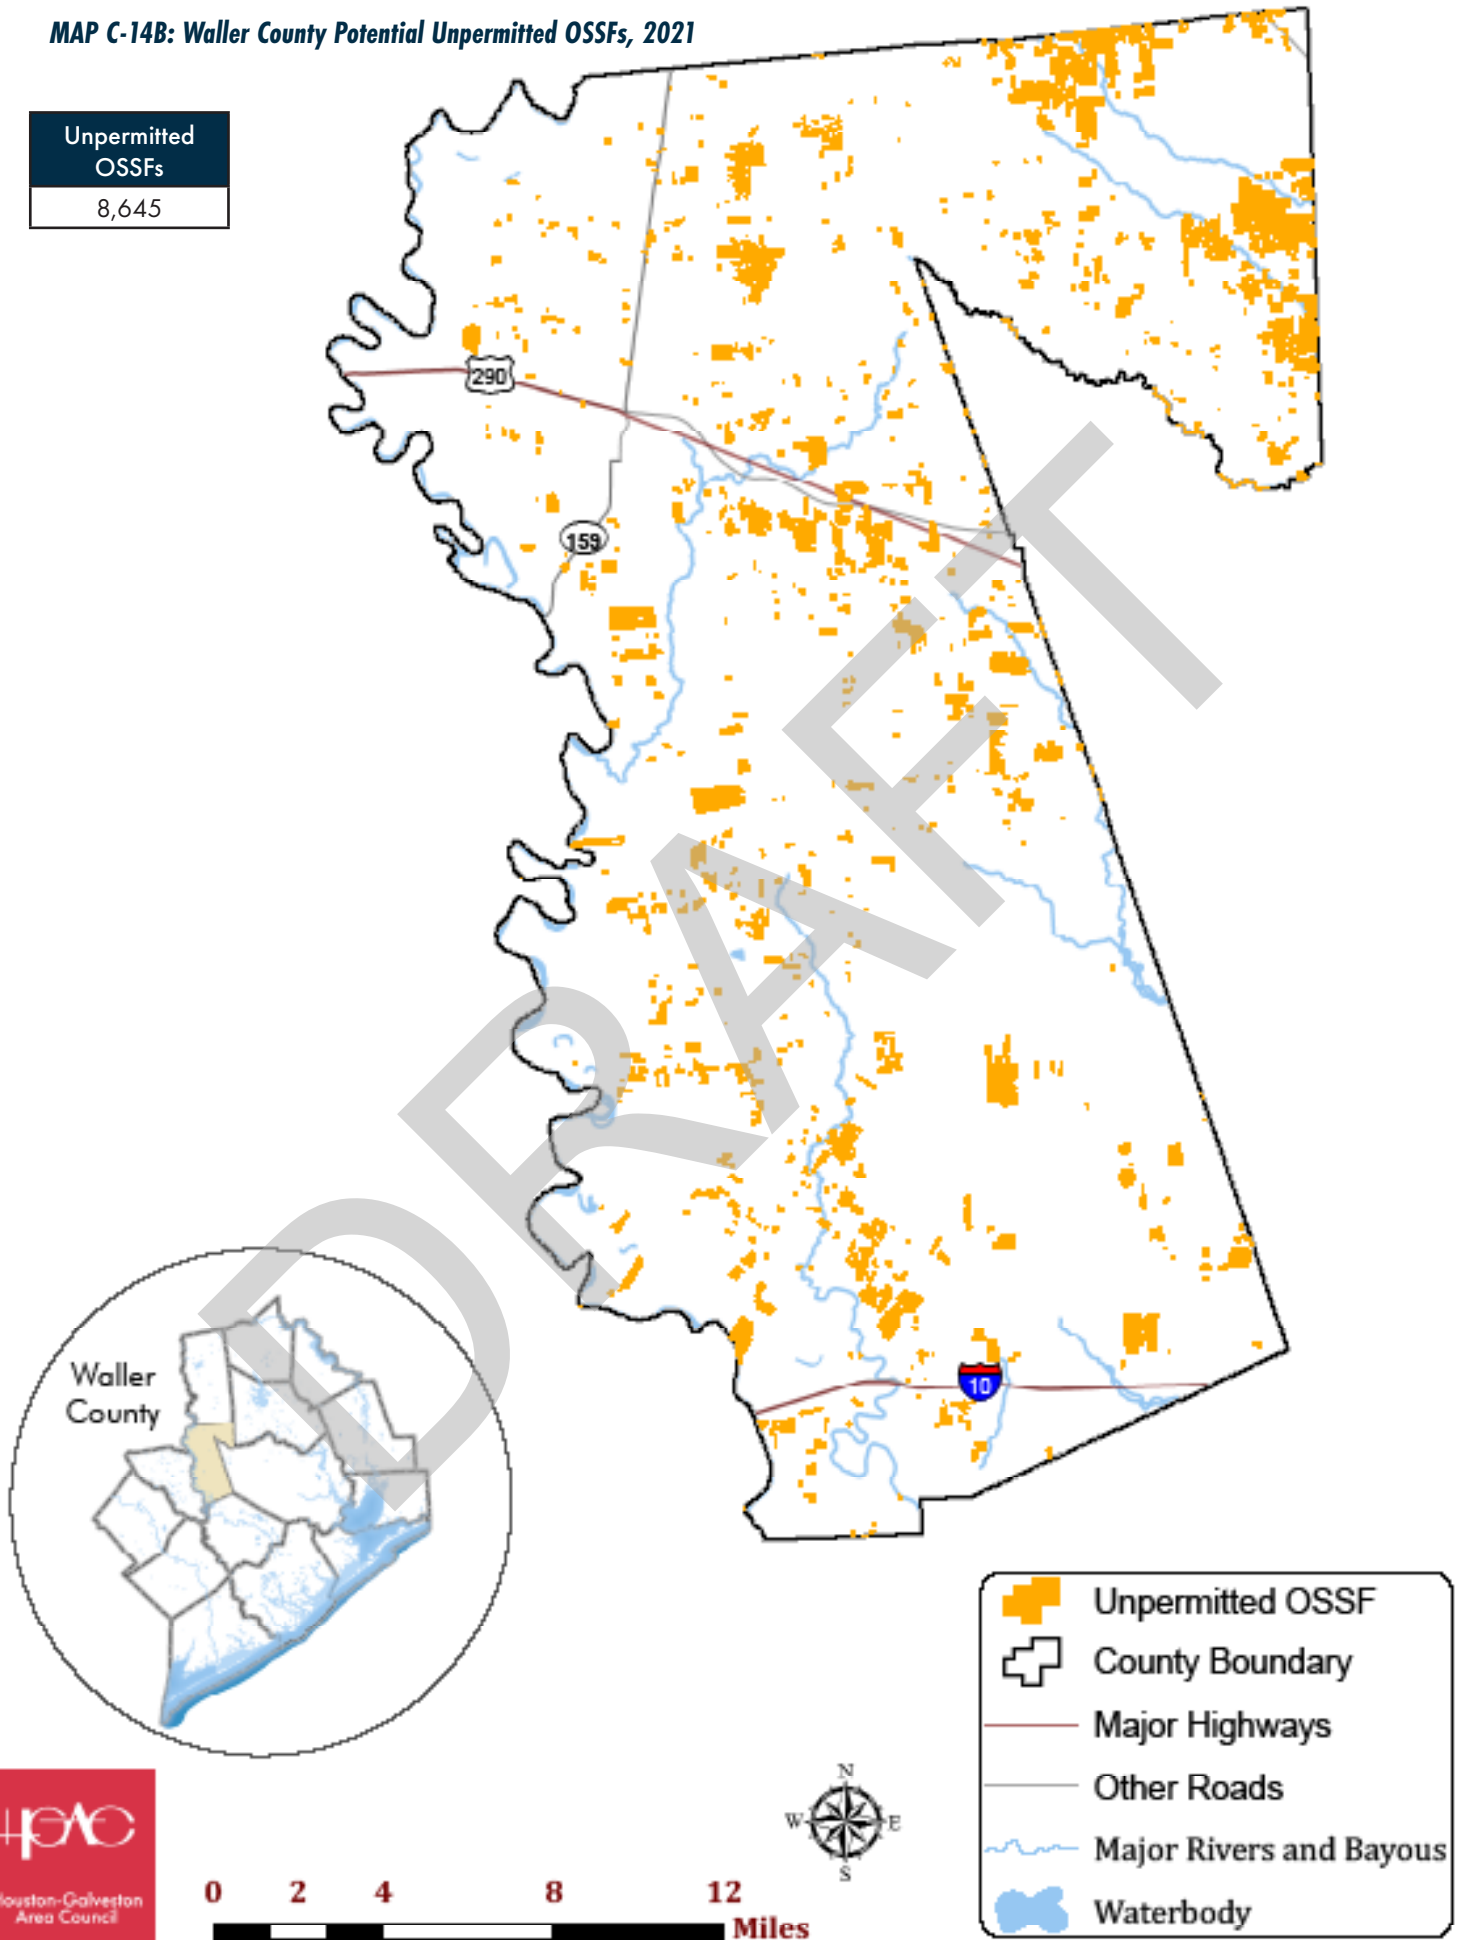 MAP C-14B: Waller County Potential Unpermitted OSSFs, 2021
Unpermitted
OSSFs
8,645
290
159
10
DRAFT
Waller
County
Unpermitted OSSF
County Boundary
Major Highways
Other Roads
Major Rivers and Bayous
Waterbody
N
W
E
S
0 2 4 8 12
Miles
ouston-Galveston
Area Council